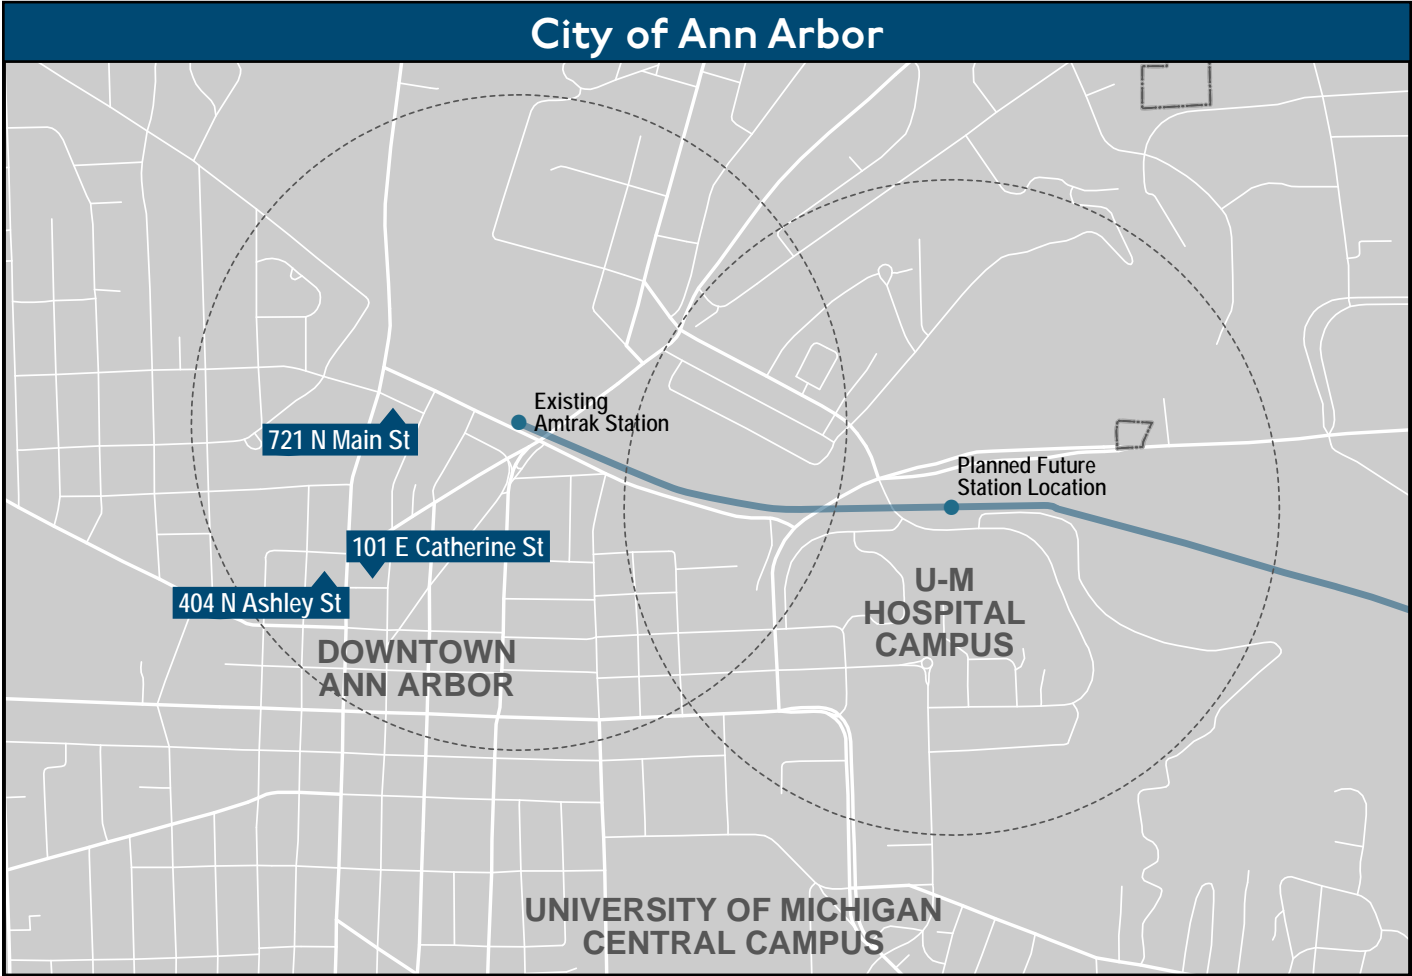 City of Ann Arbor
Existing
Amtrak Station
721 N Main St
Planned Future
Station Location
101 E Catherine St
404 N Ashley St
U-M
HOSPITAL
CAMPUS
DOWNTOWN
ANN ARBOR
UNIVERSITY OF MICHIGAN
CENTRAL CAMPUS